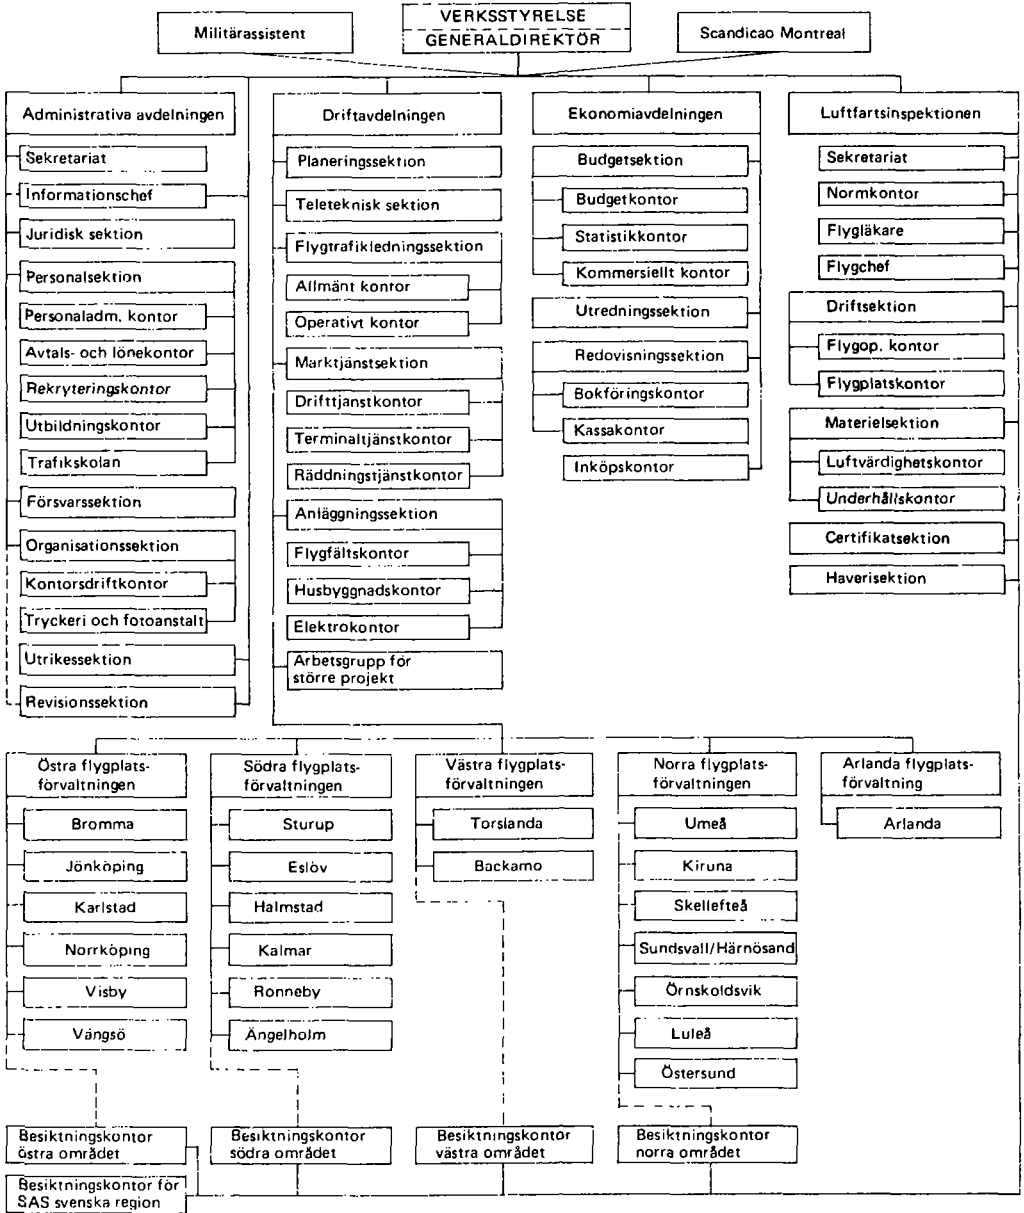 Militärassistent
VERKSSTYRELSE
GENERALDIREKTÖR
Scandicao Montreal
Administrativa avdelningen
Sekretariat
Informationschef
Juridisk sektion
Personalsektion
Personaladm. kontor
Avtals- och lönekontor
Rekryteringskontor
Utbildningskontor
Trafikskolan
Försvarssektion
Organisationssektion
Kontorsdriftkontor
Tryckeri och fotoanstalt
Utrikessektion
Revisionssektion
Driftavdelningen
Planeringssektion
Teleteknisk sektion
Flygtrafikledningssektion
Allmänt kontor
Operativt kontor
Marktjänstsektion
Drifttjänstkontor
Terminaltjänstkontor
Räddningstjänstkontor
Anläggningssektion
Flygfältskontor
Husbyggnadskontor
Elektrokontor
Arbetsgrupp för
större projekt
Ekonomiavdelningen
Budgetsektion
Budgetkontor
Statistikkontor
Kommersiellt kontor
Utredningssektion
Redovisningssektion
Bokföringskontor
Kassakontor
Inköpskontor
Luftfartsinspektionen
Sekretariat
Normkontor
Flygläkare
Flygchef
Driftsektion
Flygop. kontor
Flygplatskontor
Materielsektion
Luftvärdighetskontor
Underhållskontor
Certifikatsektion
Haverisektion
Östra flygplats-
förvaltningen
Bromma
Jönköping
Karlstad
Norrköping
Visby
Vängsö
Södra flygplats-
förvaltningen
Sturup
Eslöv
Halmstad
Kalmar
Ronneby
Ängelholm
Västra flygplats-
förvaltningen
Torslanda
Backamo
Norra flygplats-
förvaltningen
Umeå
Kiruna
Skellefteå
Sundsvall/Härnösand
Örnskoldsvik
Luleå
Östersund
Arlanda flygplats-
förvaltning
Arlanda
Besiktningskontor
östra området
Besiktningskontor
södra området
Besiktningskontor
västra området
Besiktningskontor
norra området
Besiktningskontor för
SAS svenska region